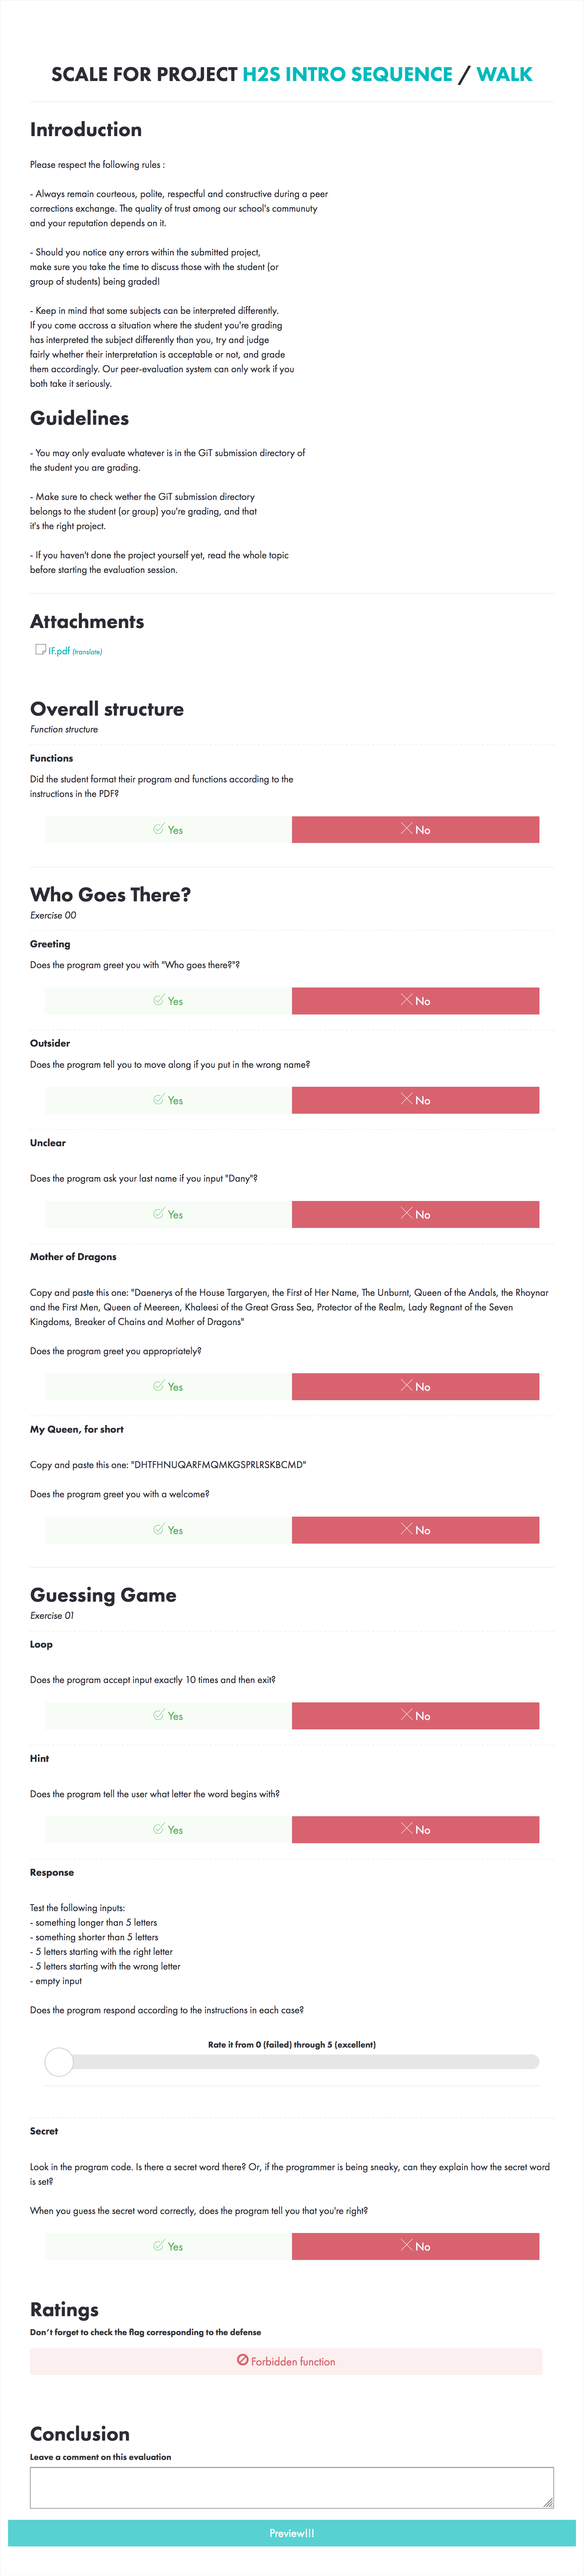 SCALE FOR PROJECT H2S INTRO SEQUENCE / WALK
Introduction
Please respect the following rules :
- Always remain courteous, polite, respectful and constructive during a peer
corrections exchange. The quality of trust among our school's communuty
and your reputation depends on it.
- Should you notice any errors within the submitted project,
make sure you take the time to discuss those with the student (or
group of students) being graded!
- Keep in mind that some subjects can be interpreted differently.
If you come accross a situation where the student you're grading
has interpreted the subject differently than you, try and judge
fairly whether their interpretation is acceptable or not, and grade
them accordingly. Our peer-evaluation system can only work if you
both take it seriously.
Guidelines
- You may only evaluate whatever is in the GiT submission directory of
the student you are grading.
- Make sure to check wether the GiT submission directory
belongs to the student (or group) you're grading, and that
it's the right project.
- If you haven't done the project yourself yet, read the whole topic
before starting the evaluation session.
Attachments
IF.pdf (translate)
Overall structure
Function structure
Functions
Did the student format their program and functions according to the
instructions in the PDF?
Yes No
Who Goes There?
Exercise 00
Greeting
Does the program greet you with "Who goes there?"?
Yes No
Outsider
Does the program tell you to move along if you put in the wrong name?
Yes No
Unclear
Does the program ask your last name if you input "Dany"?
Yes No
Mother of Dragons
Copy and paste this one: "Daenerys of the House Targaryen, the First of Her Name, The Unburnt, Queen of the Andals, the Rhoynar
and the First Men, Queen of Meereen, Khaleesi of the Great Grass Sea, Protector of the Realm, Lady Regnant of the Seven
Kingdoms, Breaker of Chains and Mother of Dragons"
Does the program greet you appropriately?
Yes No
My Queen, for short
Copy and paste this one: "DHTFHNUQARFMQMKGSPRLRSKBCMD"
Does the program greet you with a welcome?
Yes No
Guessing Game
Exercise 01
Loop
Does the program accept input exactly 10 times and then exit?
Yes No
Hint
Does the program tell the user what letter the word begins with?
Yes No
Response
Test the following inputs:
- something longer than 5 letters
- something shorter than 5 letters
- 5 letters starting with the right letter
- 5 letters starting with the wrong letter
- empty input
Does the program respond according to the instructions in each case?
Rate it from 0 (failed) through 5 (excellent)
Secret
Look in the program code. Is there a secret word there? Or, if the programmer is being sneaky, can they explain how the secret word
is set?
When you guess the secret word correctly, does the program tell you that you're right?
Yes No
Ratings
Don't forget to check the flag corresponding to the defense
Forbidden function
Conclusion
Leave a comment on this evaluation
Preview!!!